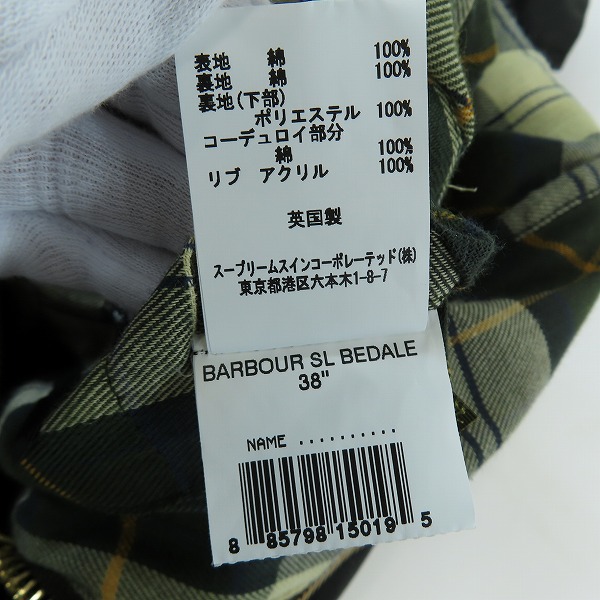 表地 綿 100%
裏地 綿 100%
裏地(下部)
ポリエステル 100%
コーデュロイ部分
綿 100%
リブ アクリル 100%
英国製
スープリームスインコーポレーテッド(株)
東京都港区六本木1-8-7
BARBOUR SL BEDALE
38"
NAME ..........
8 85798 15019 5